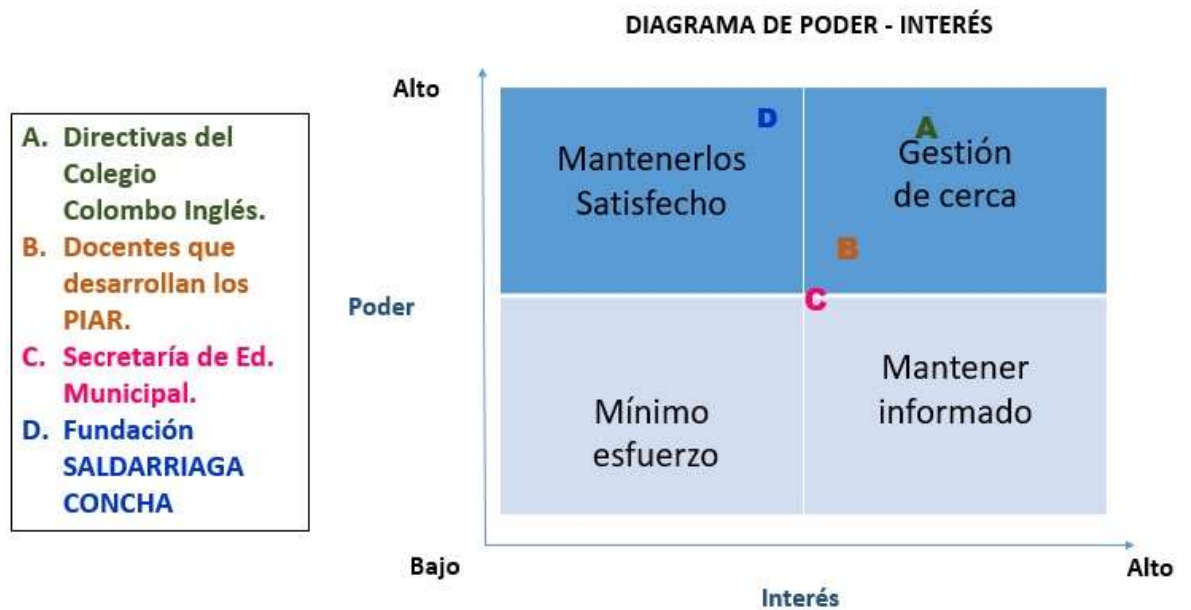 DIAGRAMA DE PODER - INTERÉS
A. Directivas del
Colegio
Colombo Inglés.
B. Docentes que
desarrollan los
PIAR.
C. Secretaría de Ed.
Municipal.
D. Fundación
SALDARRIAGA
CONCHA
Alto
Poder
Bajo
D
Mantenerlos
Satisfecho
A
Gestión
de cerca
B
C
Mínimo
esfuerzo
Mantener
informado
Interés
Alto